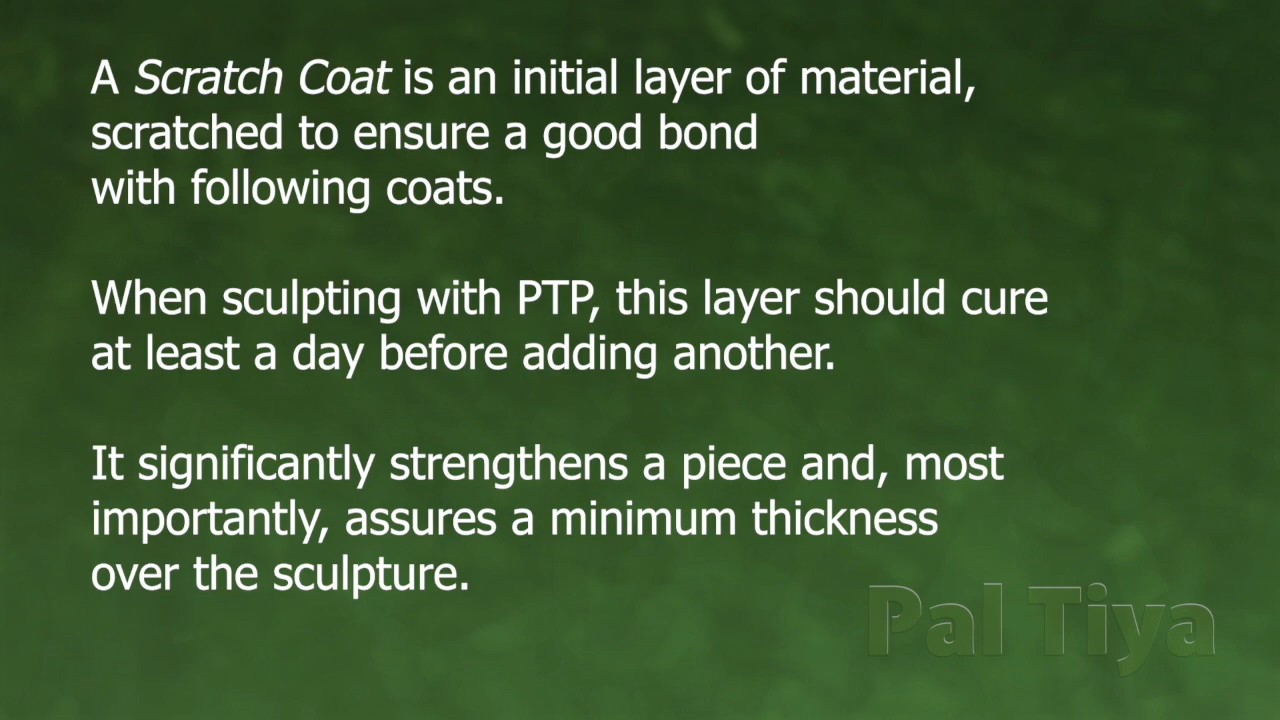 A Scratch Coat is an initial layer of material,
scratched to ensure a good bond
with following coats.
When sculpting with PTP, this layer should cure
at least a day before adding another.
It significantly strengthens a piece and, most
importantly, assures a minimum thickness
over the sculpture.
Pal Tiya